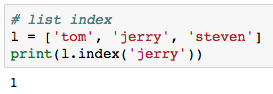 # list index
l = ['tom', 'jerry', 'steven']
print(l.index('jerry'))
1